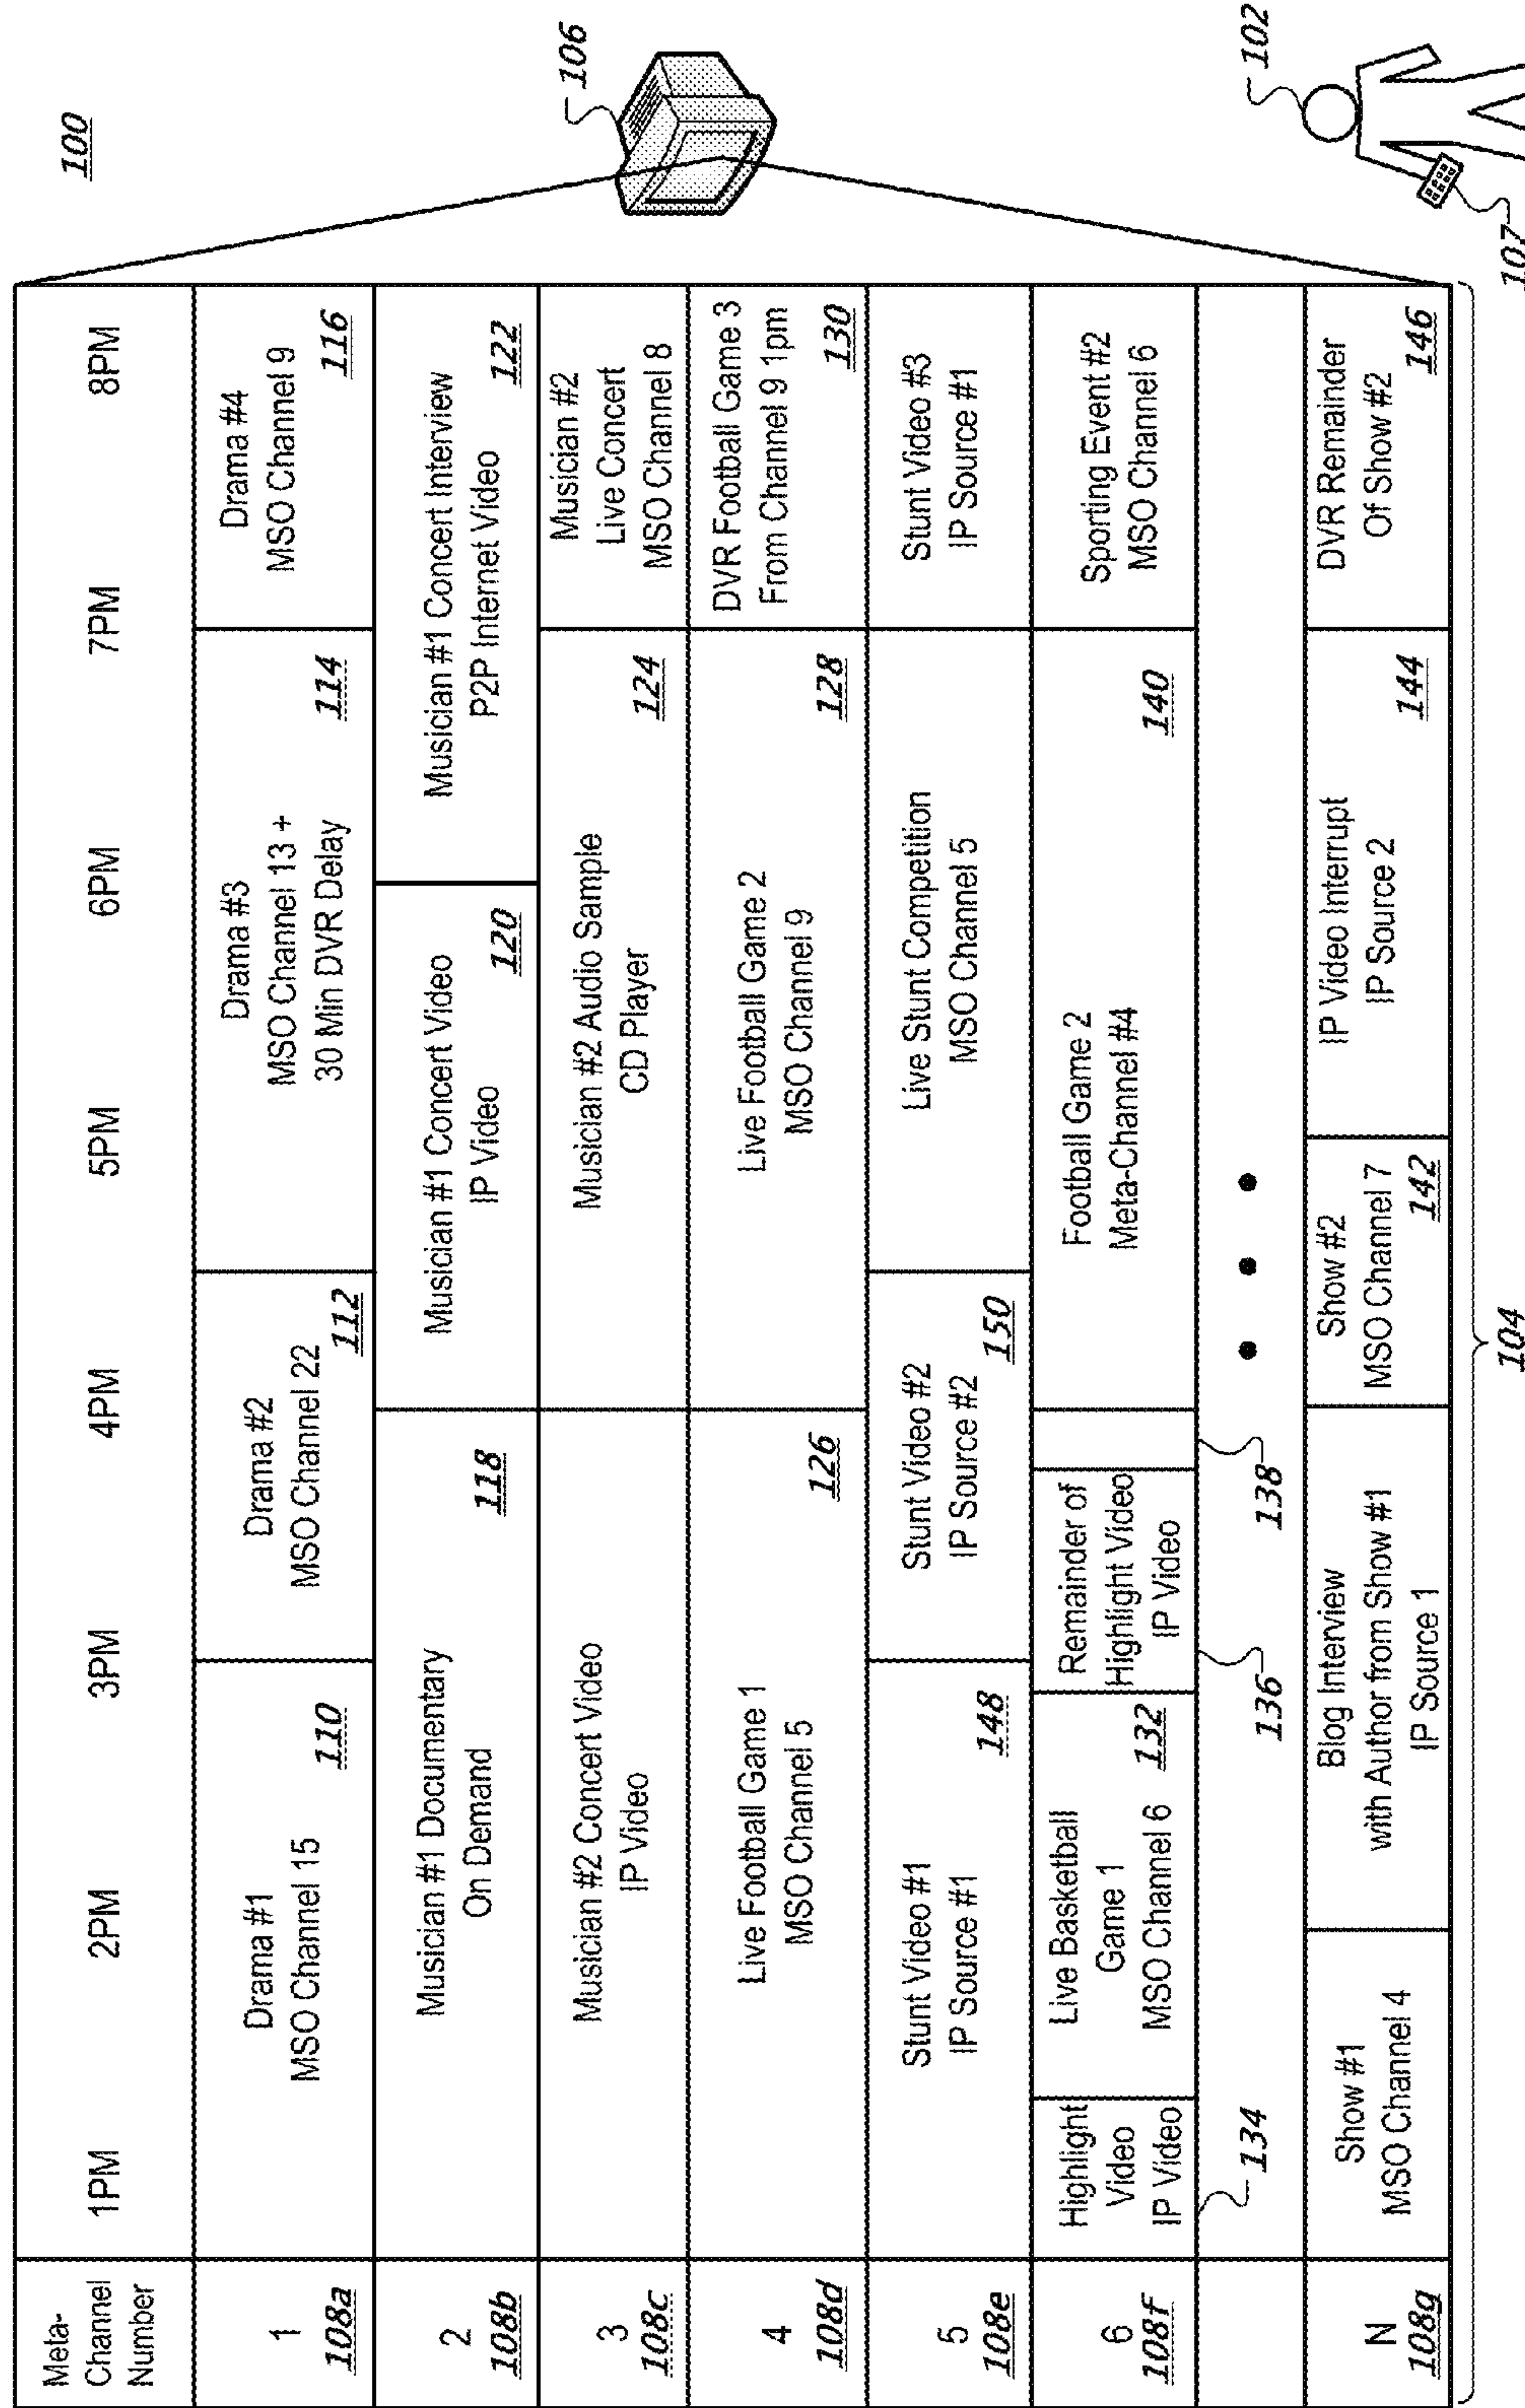 100
Meta-
Channel
Number
1PM
2PM
3PM
4PM
5PM
6PM
7PM
8PM
1
108a
Drama #1
MSO Channel 15
110
Drama #2
MSO Channel 22
112
Drama #3
MSO Channel 13 +
30 Min DVR Delay
114
Drama #4
MSO Channel 9
116
2
108b
Musician #1 Documentary
On Demand
118
Musician #1 Concert Video
IP Video
120
Musician #1 Concert Interview
P2P Internet Video
122
3
108c
Musician #2 Concert Video
IP Video
Musician #2 Audio Sample
CD Player
124
Musician #2
Live Concert
MSO Channel 8
4
108d
Live Football Game 1
MSO Channel 5
126
Live Football Game 2
MSO Channel 9
128
DVR Football Game 3
From Channel 9 1pm
130
5
108e
Stunt Video #1
IP Source #1
148
Stunt Video #2
IP Source #2
150
Live Stunt Competition
MSO Channel 5
Stunt Video #3
IP Source #1
6
108f
Highlight
Video
IP Video
134
Live Basketball
Game 1
MSO Channel 6
132
Remainder of
Highlight Video
IP Video
136
138
Football Game 2
Meta-Channel #4
140
Sporting Event #2
MSO Channel 6
N
108g
Show #1
MSO Channel 4
Blog Interview
with Author from Show #1
IP Source 1
Show #2
MSO Channel 7
142
IP Video Interrupt
IP Source 2
144
DVR Remainder
Of Show #2
146
104
106
102
107